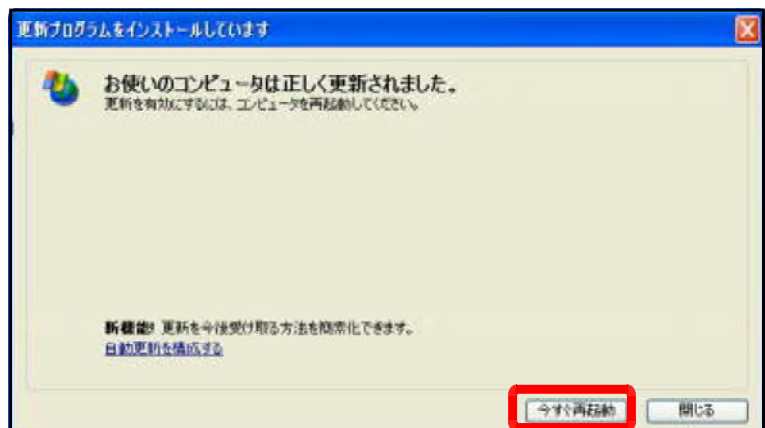 更新プログラムをインストールしています
お使いのコンピュータは正しく更新されました。
更新を有効にするには、コンピュータを再起動してください。
新機能! 更新を今後受け取る方法を簡素化できます。
自動更新を構成する
今すぐ再起動
閉じる